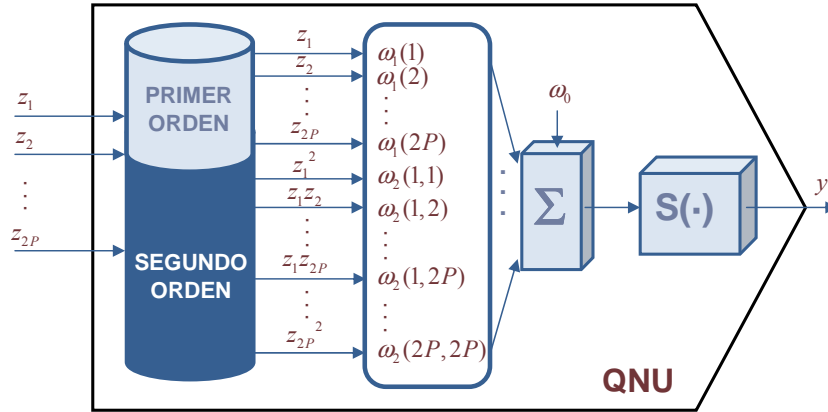 z₁
z₂
⋮
z₂P
PRIMER
ORDEN
SEGUNDO
ORDEN
z₁
z₂
⋮
z₂P
z₁²
z₁z₂
⋮
z₁z₂P
⋮
z₂P²
ω₁(1)
ω₁(2)
⋮
ω₁(2P)
ω₂(1,1)
ω₂(1,2)
⋮
ω₂(1,2P)
⋮
ω₂(2P,2P)
⋮
ω₀
Σ
S(·)
y
QNU